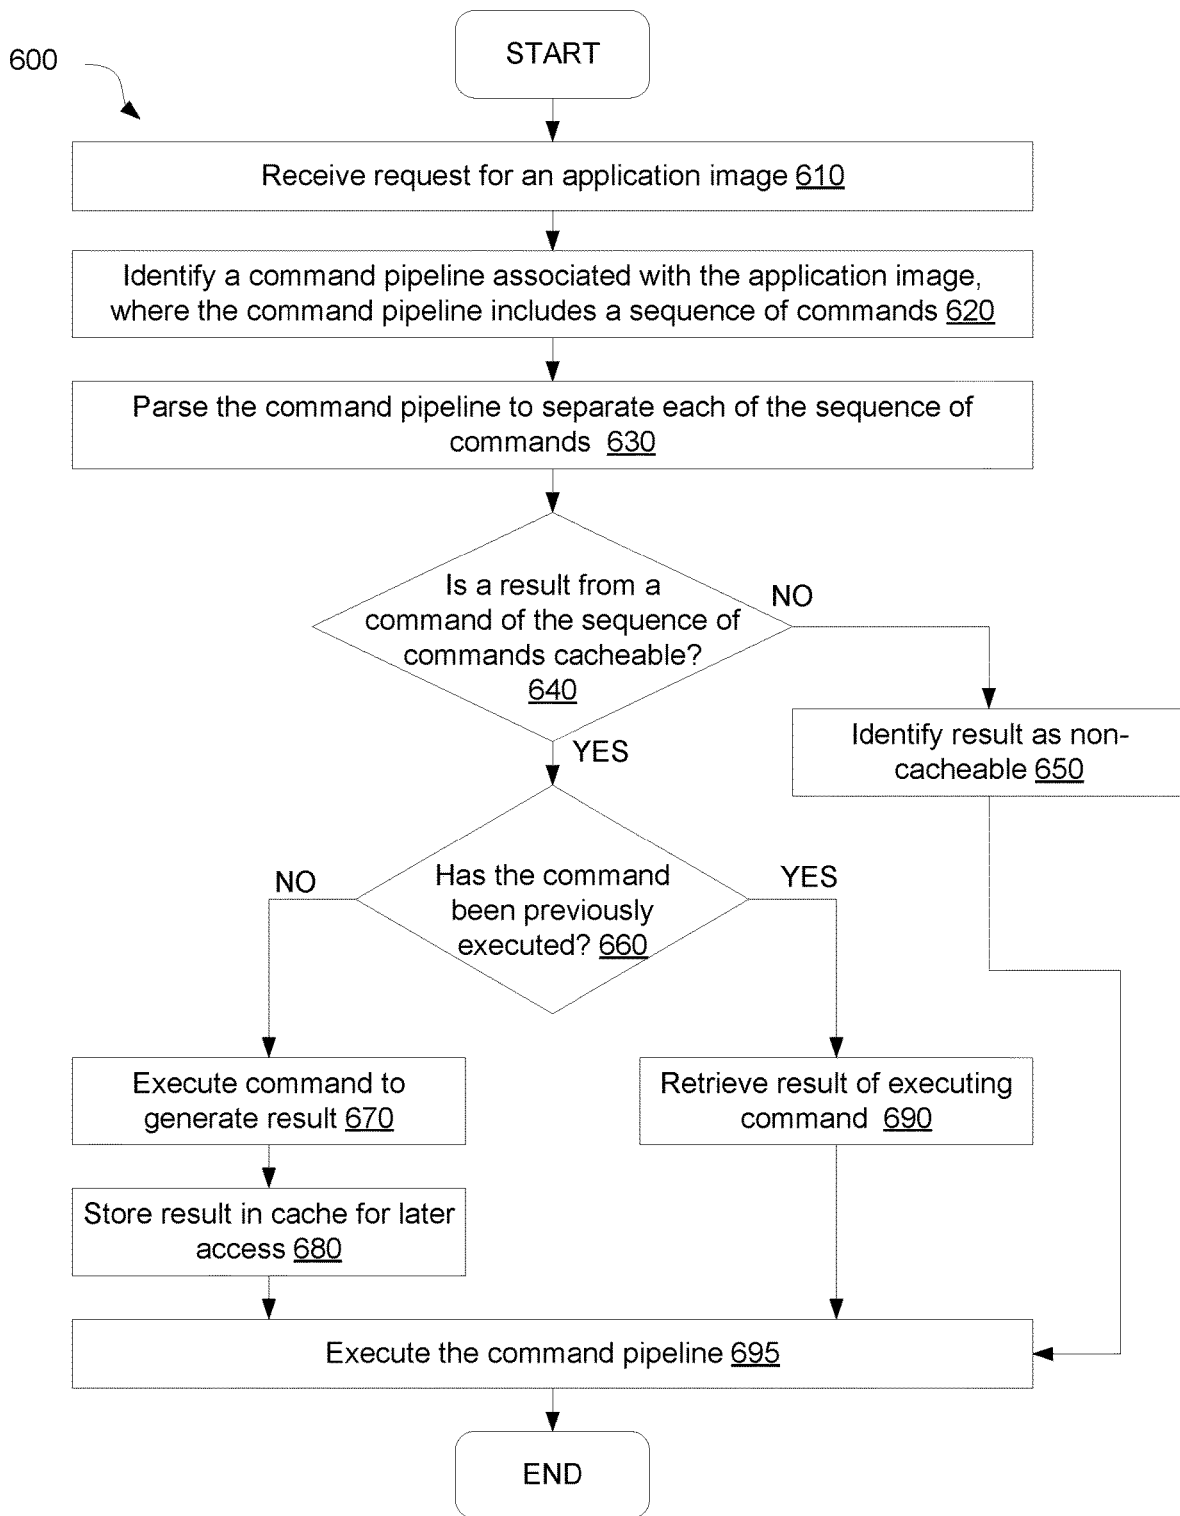 START
600
Receive request for an application image 610
Identify a command pipeline associated with the application image,
where the command pipeline includes a sequence of commands 620
Parse the command pipeline to separate each of the sequence of
commands 630
Is a result from a
command of the sequence of
commands cacheable?
640
NO
YES
Identify result as non-
cacheable 650
Has the command
been previously
executed? 660
NO
YES
Execute command to
generate result 670
Retrieve result of executing
command 690
Store result in cache for later
access 680
Execute the command pipeline 695
END